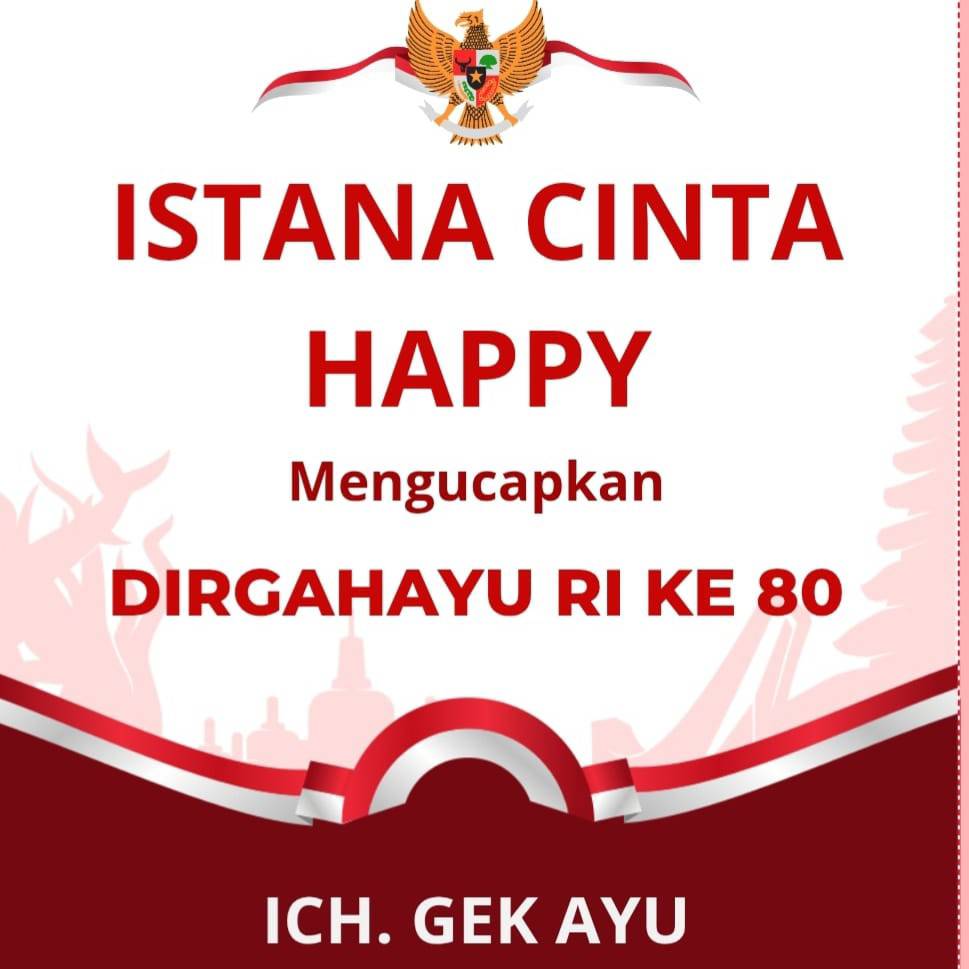 ISTANA CINTA
HAPPY
Mengucapkan
DIRGAHAYU RI KE 80
ICH. GEK AYU